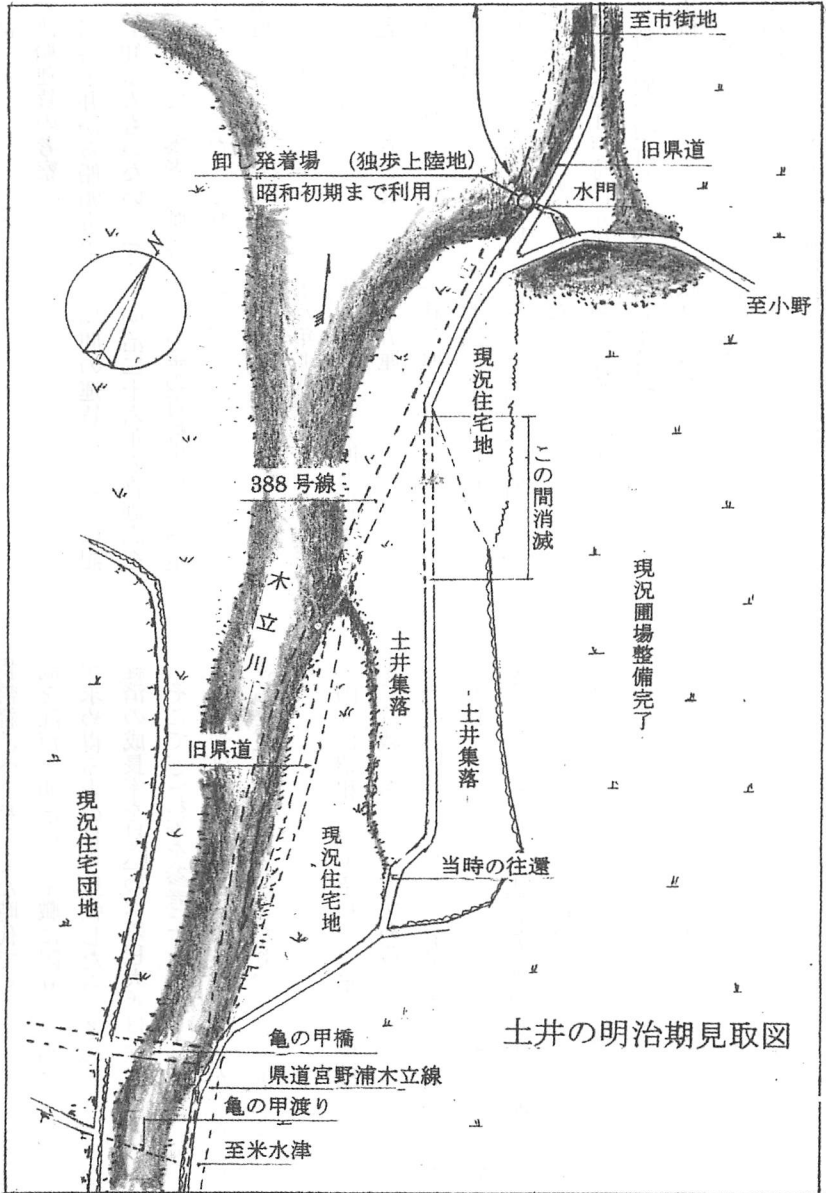 至市街地
旧県道
卸し発着場 (独歩上陸地)
昭和初期まで利用
水門
N
至小野
現況住宅地
この間消滅
388号線
木立川
現況圃場整備完了
土井集落
土井集落
旧県道
現況住宅団地
現況住宅地
当時の往還
土井の明治期見取図
亀の甲橋
県道宮野浦木立線
亀の甲渡り
至米水津